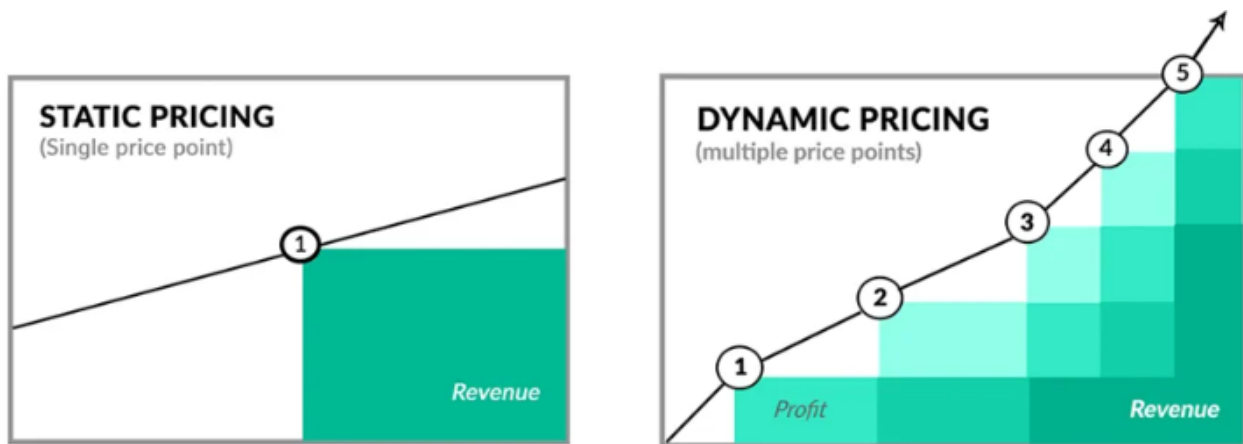 STATIC PRICING
(Single price point)
1
Revenue
DYNAMIC PRICING
(multiple price points)
5
4
3
2
1
Profit
Revenue